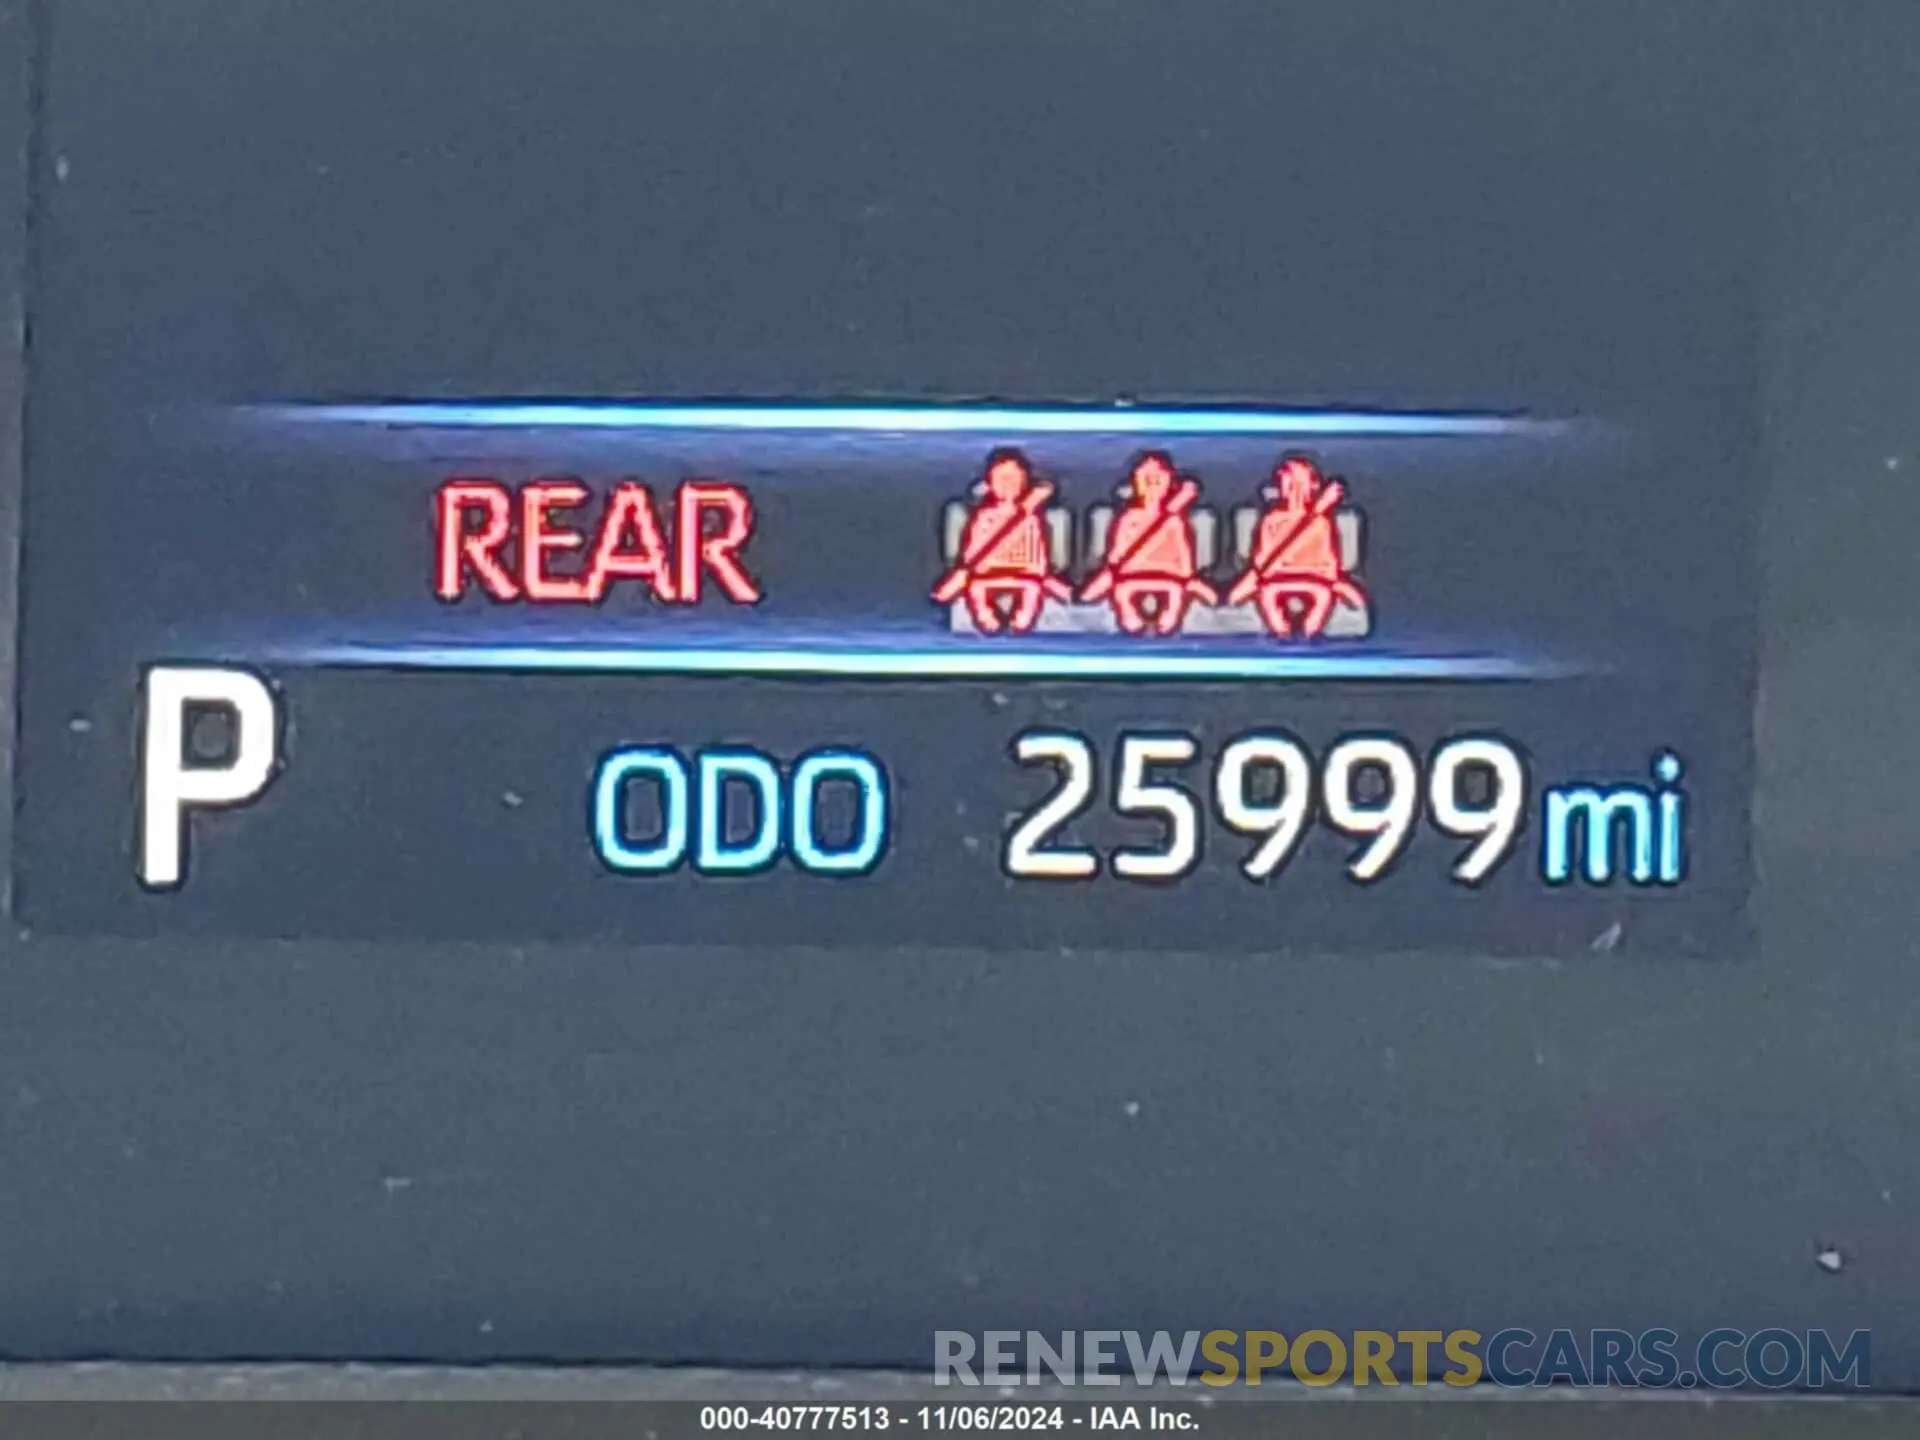 REAR
P ODO 25999 mi
RENEWSPORTSCARS.COM
000-40777513 - 11/06/2024 - IAA Inc.